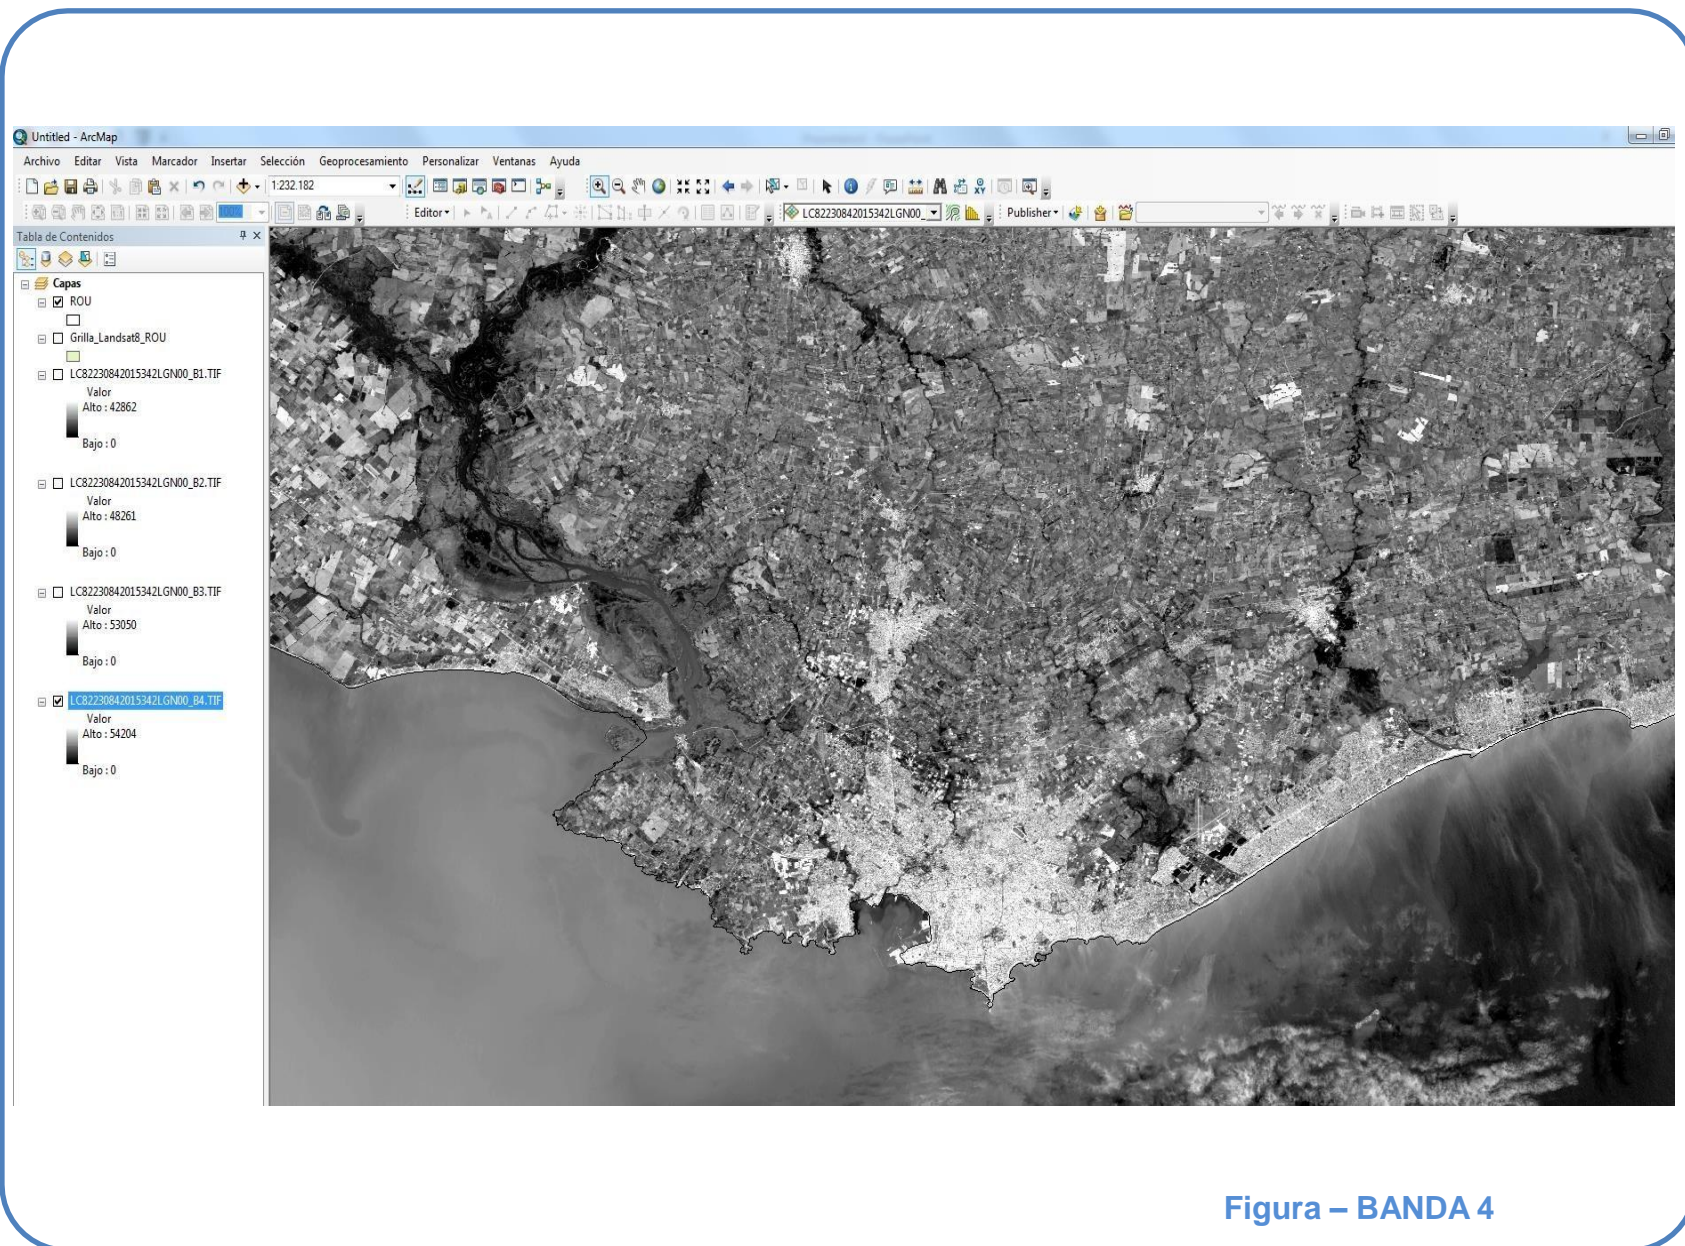 Untitled - ArcMap
Archivo Editar Vista Marcador Insertar Selección Geoprocesamiento Personalizar Ventanas Ayuda
1:232.182
100%
Editor
LC82230842015342LGN00_
Publisher
Tabla de Contenidos
Capas
ROU
Grilla_Landsat8_ROU
LC82230842015342LGN00_B1.TIF
Valor
Alto : 42862
Bajo : 0
LC82230842015342LGN00_B2.TIF
Valor
Alto : 48261
Bajo : 0
LC82230842015342LGN00_B3.TIF
Valor
Alto : 53050
Bajo : 0
LC82230842015342LGN00_B4.TIF
Valor
Alto : 54204
Bajo : 0
Figura – BANDA 4